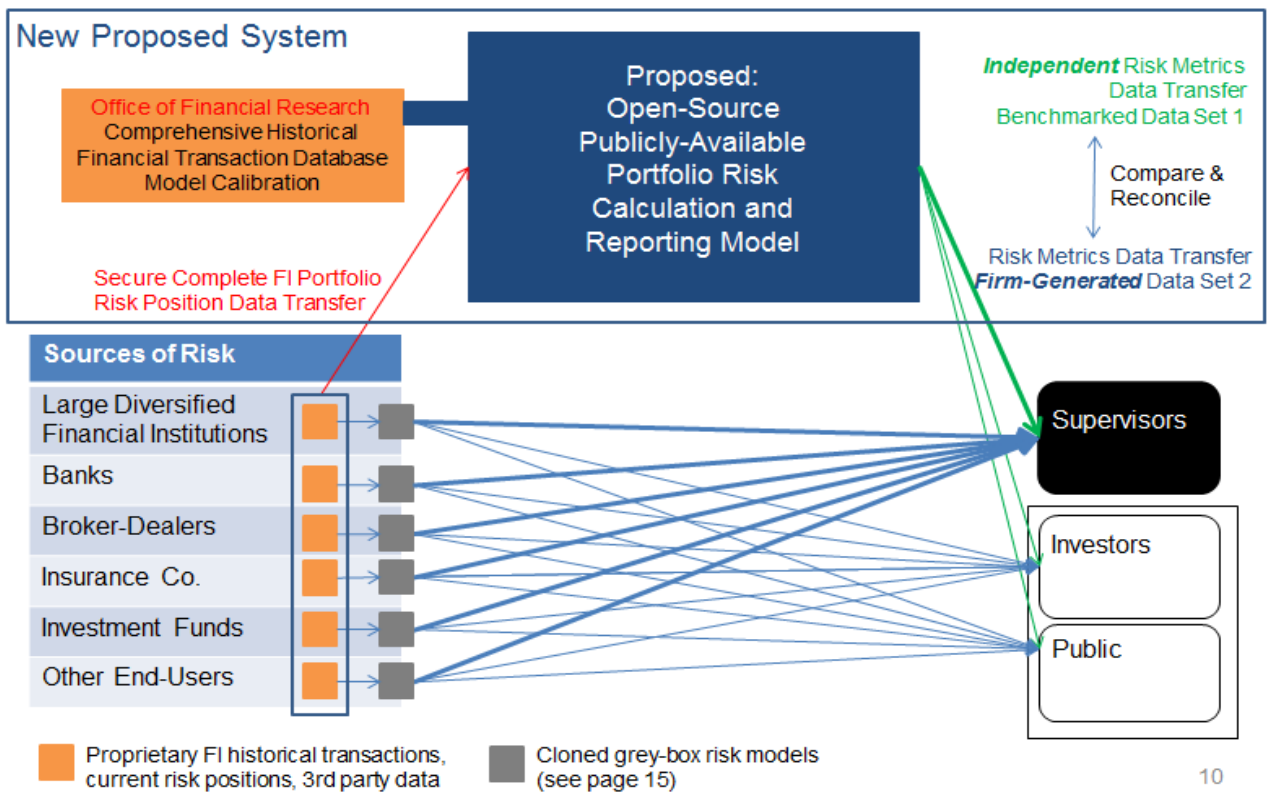 New Proposed System
Office of Financial Research
Comprehensive Historical
Financial Transaction Database
Model Calibration
Proposed:
Open-Source
Publicly-Available
Portfolio Risk
Calculation and
Reporting Model
Independent Risk Metrics
Data Transfer
Benchmarked Data Set 1
Compare &
Reconcile
Risk Metrics Data Transfer
Firm-Generated Data Set 2
Secure Complete FI Portfolio
Risk Position Data Transfer
Sources of Risk
Large Diversified
Financial Institutions
Banks
Broker-Dealers
Insurance Co.
Investment Funds
Other End-Users
Supervisors
Investors
Public
Proprietary FI historical transactions,
current risk positions, 3rd party data
Cloned grey-box risk models
(see page 15)
10